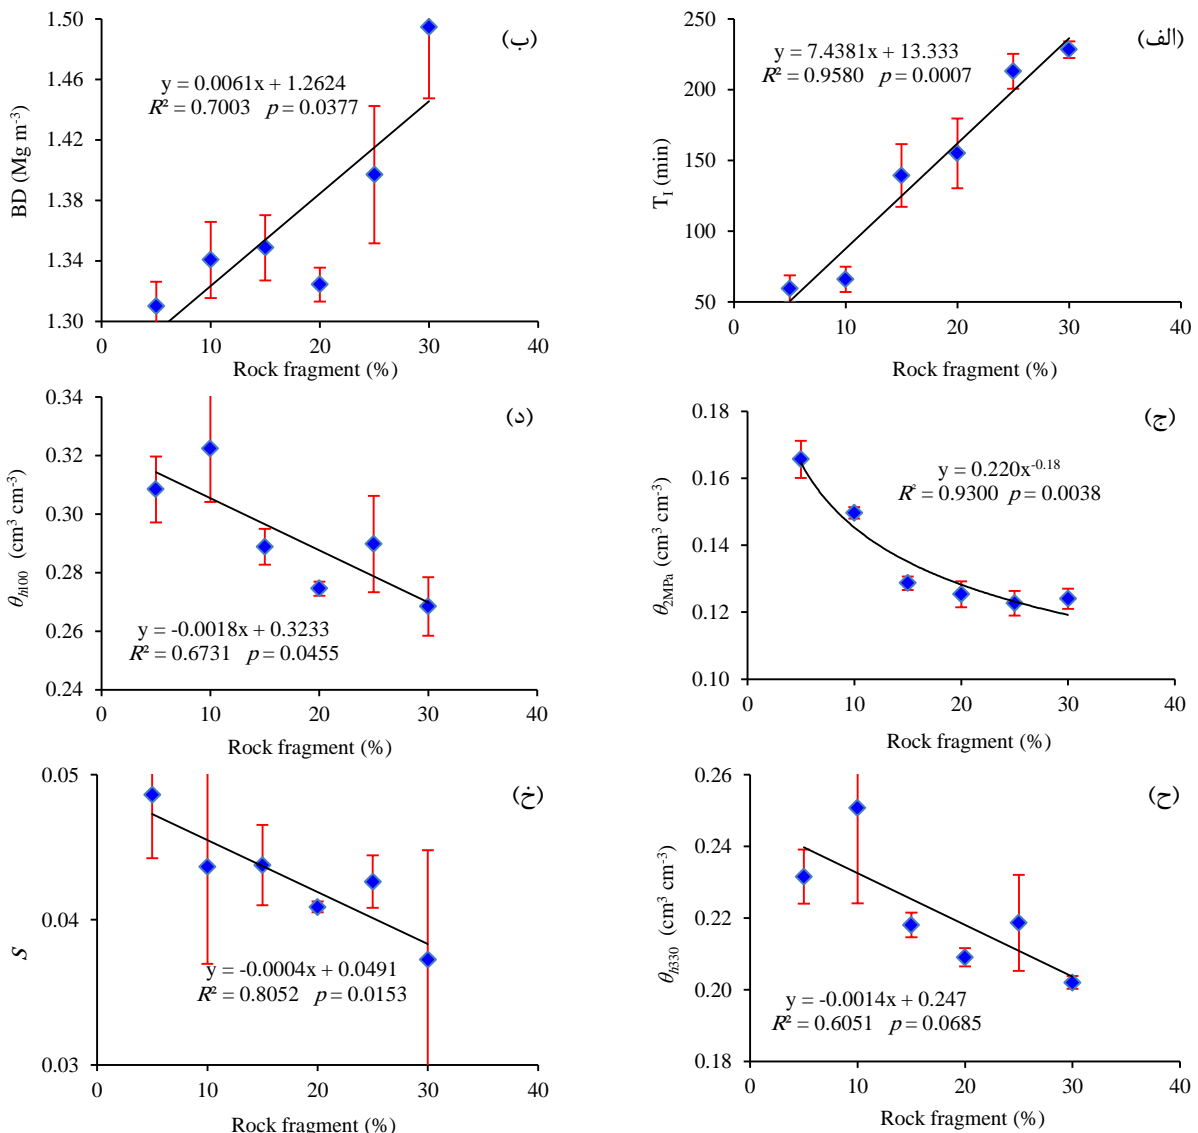 (ب)
y = 0.0061x + 1.2624
R² = 0.7003 p = 0.0377
BD (Mg m⁻³)
1.50
1.46
1.42
1.38
1.34
1.30
0 10 20 30 40
Rock fragment (%)
(الف)
y = 7.4381x + 13.333
R² = 0.9580 p = 0.0007
T_I (min)
250
200
150
100
50
0 10 20 30 40
Rock fragment (%)
(د)
θ_h100 (cm³ cm⁻³)
0.34
0.32
0.30
0.28
0.26
0.24
y = -0.0018x + 0.3233
R² = 0.6731 p = 0.0455
0 10 20 30 40
Rock fragment (%)
(ج)
y = 0.220x⁻⁰·¹⁸
R² = 0.9300 p = 0.0038
θ_2MPa (cm³ cm⁻³)
0.18
0.16
0.14
0.12
0.10
0 10 20 30 40
Rock fragment (%)
(خ)
S
0.05
0.04
0.03
y = -0.0004x + 0.0491
R² = 0.8052 p = 0.0153
0 10 20 30 40
Rock fragment (%)
(ح)
θ_h330 (cm³ cm⁻³)
0.26
0.24
0.22
0.20
0.18
y = -0.0014x + 0.247
R² = 0.6051 p = 0.0685
0 10 20 30 40
Rock fragment (%)